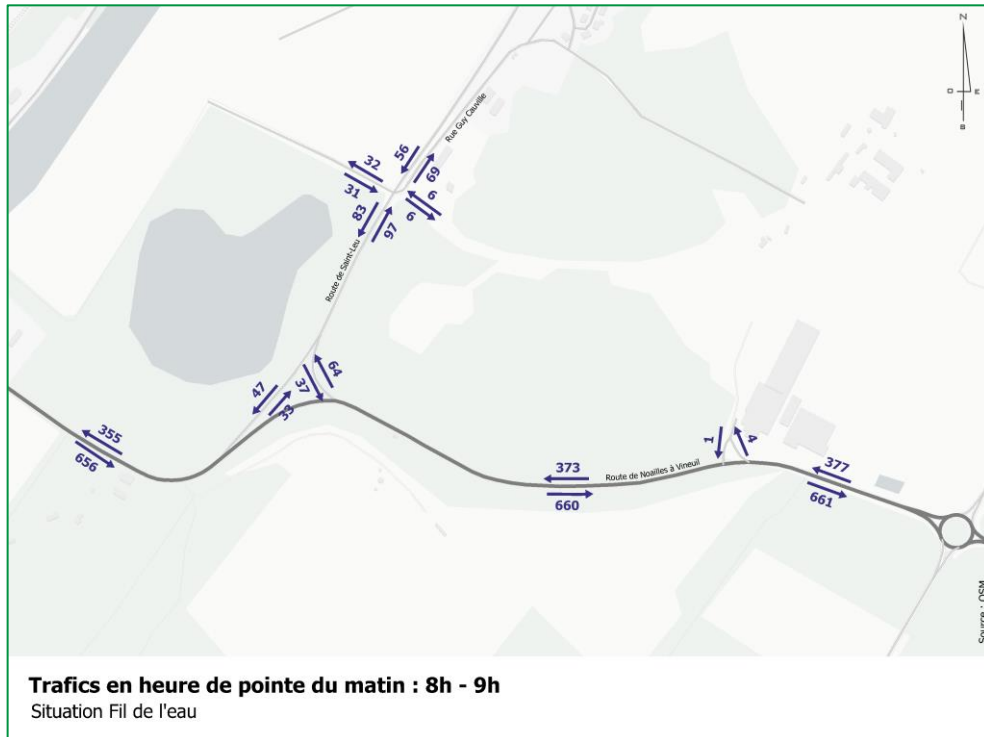 N
O
E
B
56
Rue Guy Cauville
32
69
31
6
6
83
97
Route de Saint-Leu
64
37
47
33
355
656
1
4
373
Route de Noailles à Vineuil
660
377
661
Source : OSM
Trafics en heure de pointe du matin : 8h - 9h
Situation Fil de l'eau